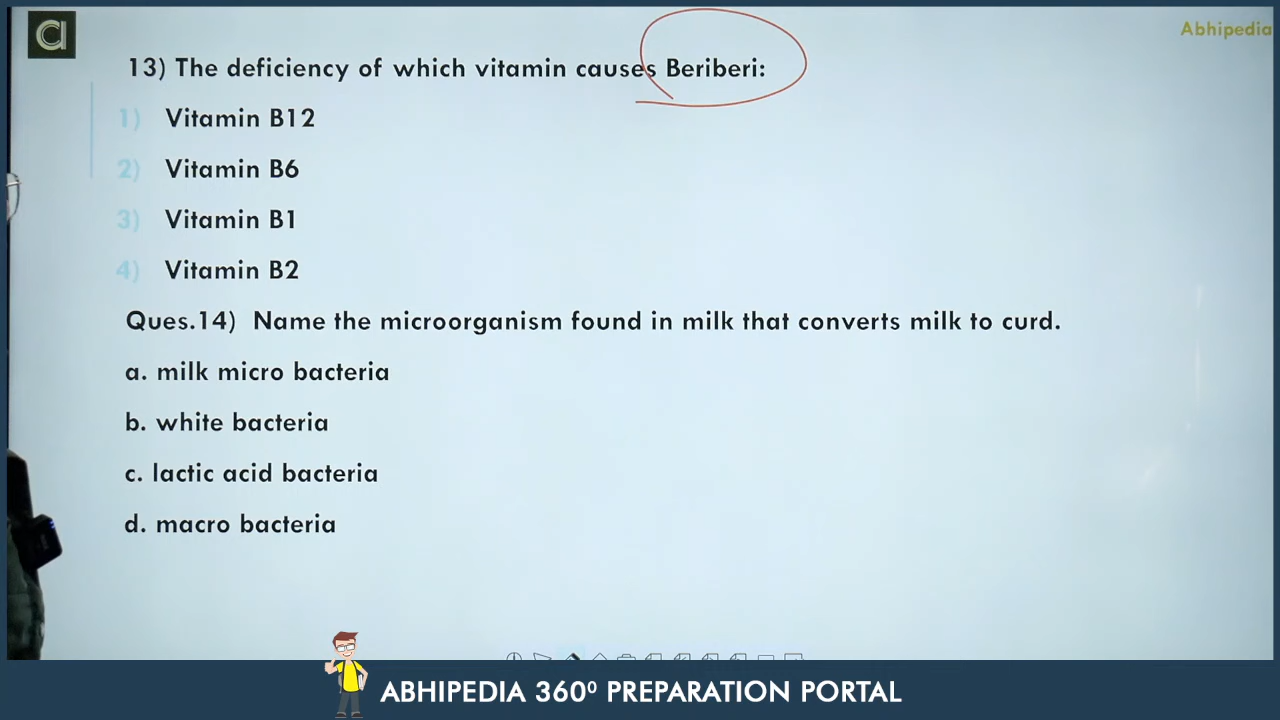 Abhipedia
13) The deficiency of which vitamin causes Beriberi:
1) Vitamin B12
2) Vitamin B6
3) Vitamin B1
4) Vitamin B2
Ques.14) Name the microorganism found in milk that converts milk to curd.
a. milk micro bacteria
b. white bacteria
c. lactic acid bacteria
d. macro bacteria
ABHIPEDIA 360⁰ PREPARATION PORTAL